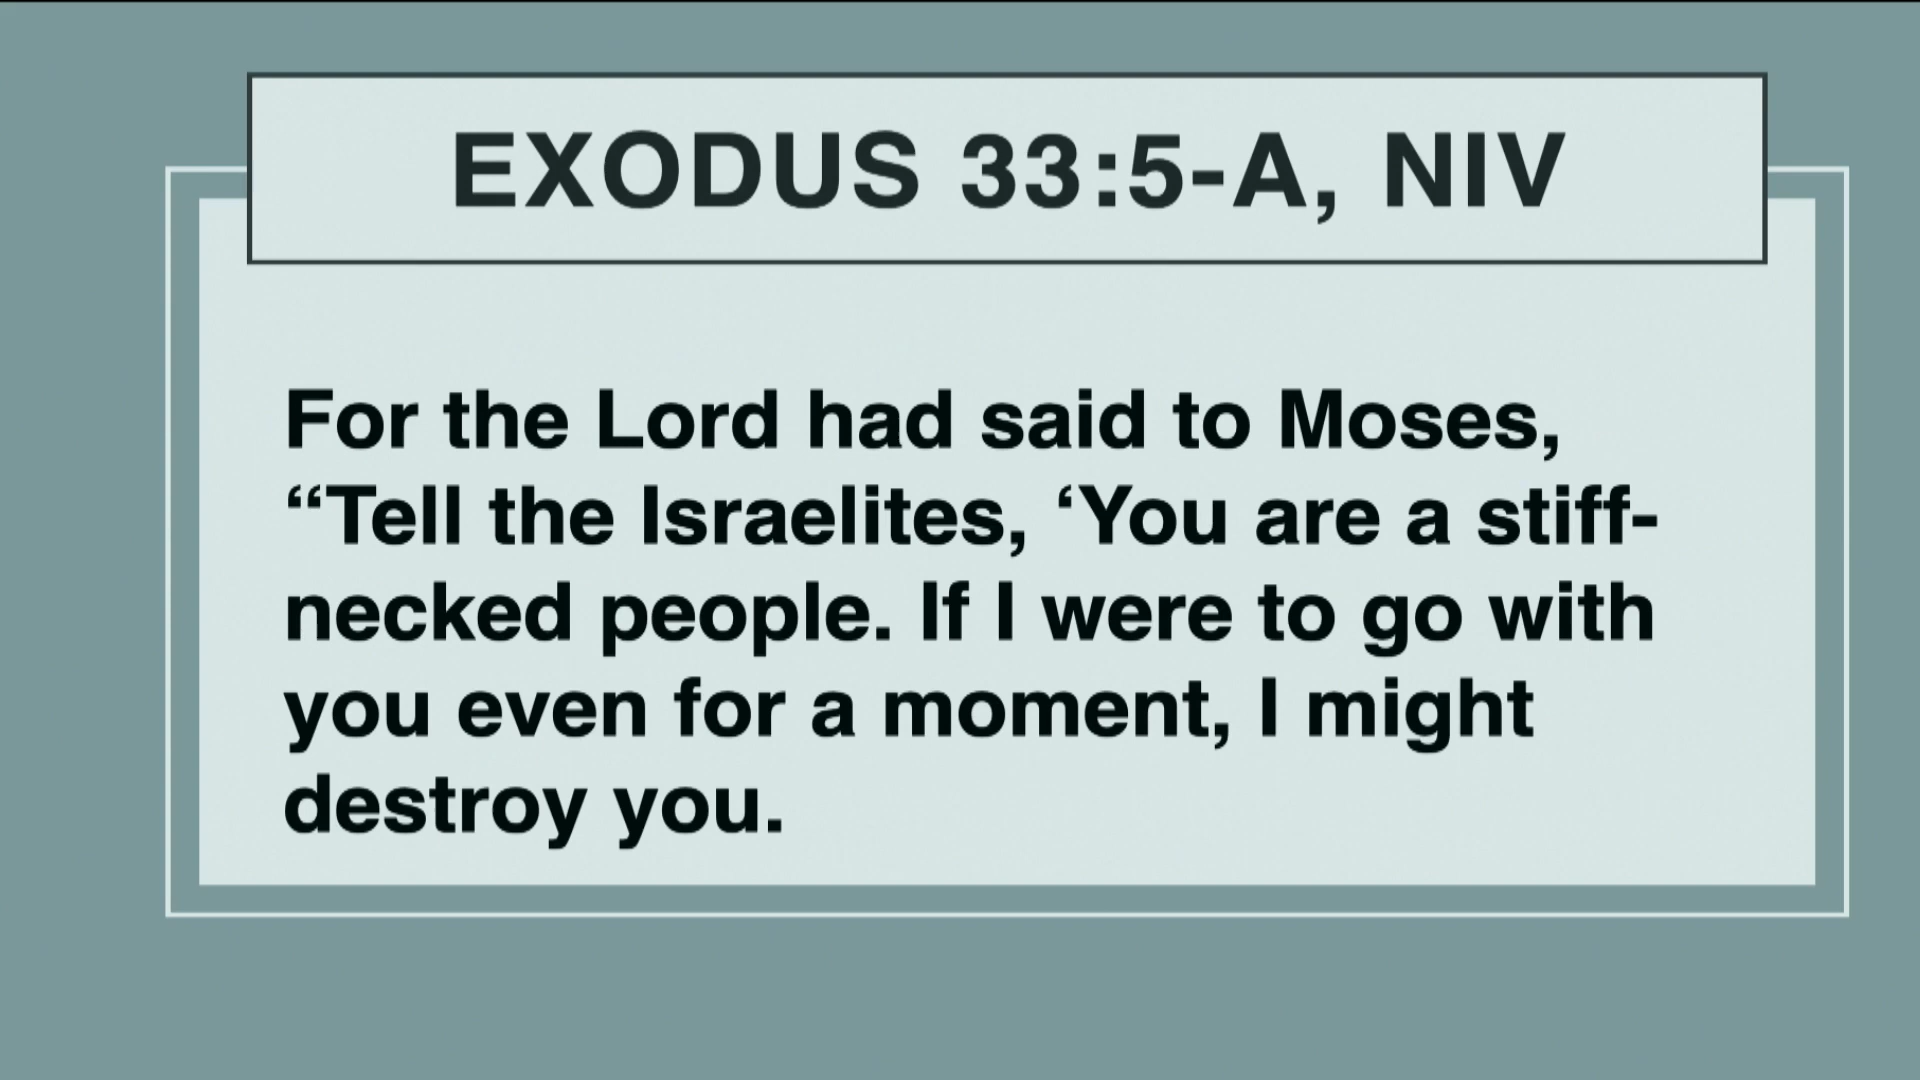 EXODUS 33:5-A, NIV
For the Lord had said to Moses,
“Tell the Israelites, ‘You are a stiff-
necked people. If I were to go with
you even for a moment, I might
destroy you.